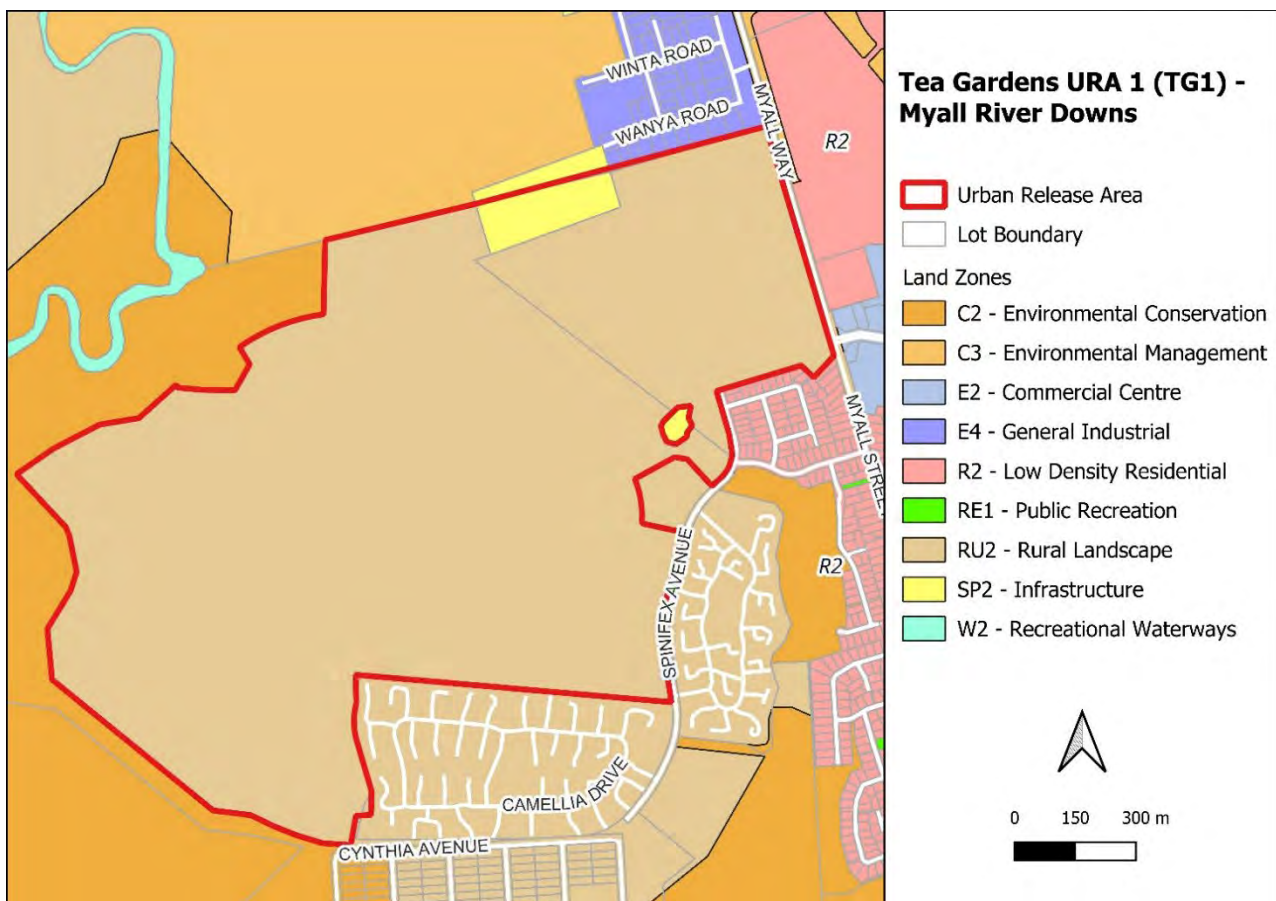 WINTA ROAD
WANYA ROAD
MYALL WAY
R2
MYALL STREET
SPINIFEX AVENUE
R2
CAMELLIA DRIVE
CYNTHIA AVENUE
Tea Gardens URA 1 (TG1) -
Myall River Downs
Urban Release Area
Lot Boundary
Land Zones
C2 - Environmental Conservation
C3 - Environmental Management
E2 - Commercial Centre
E4 - General Industrial
R2 - Low Density Residential
RE1 - Public Recreation
RU2 - Rural Landscape
SP2 - Infrastructure
W2 - Recreational Waterways
0 150 300 m